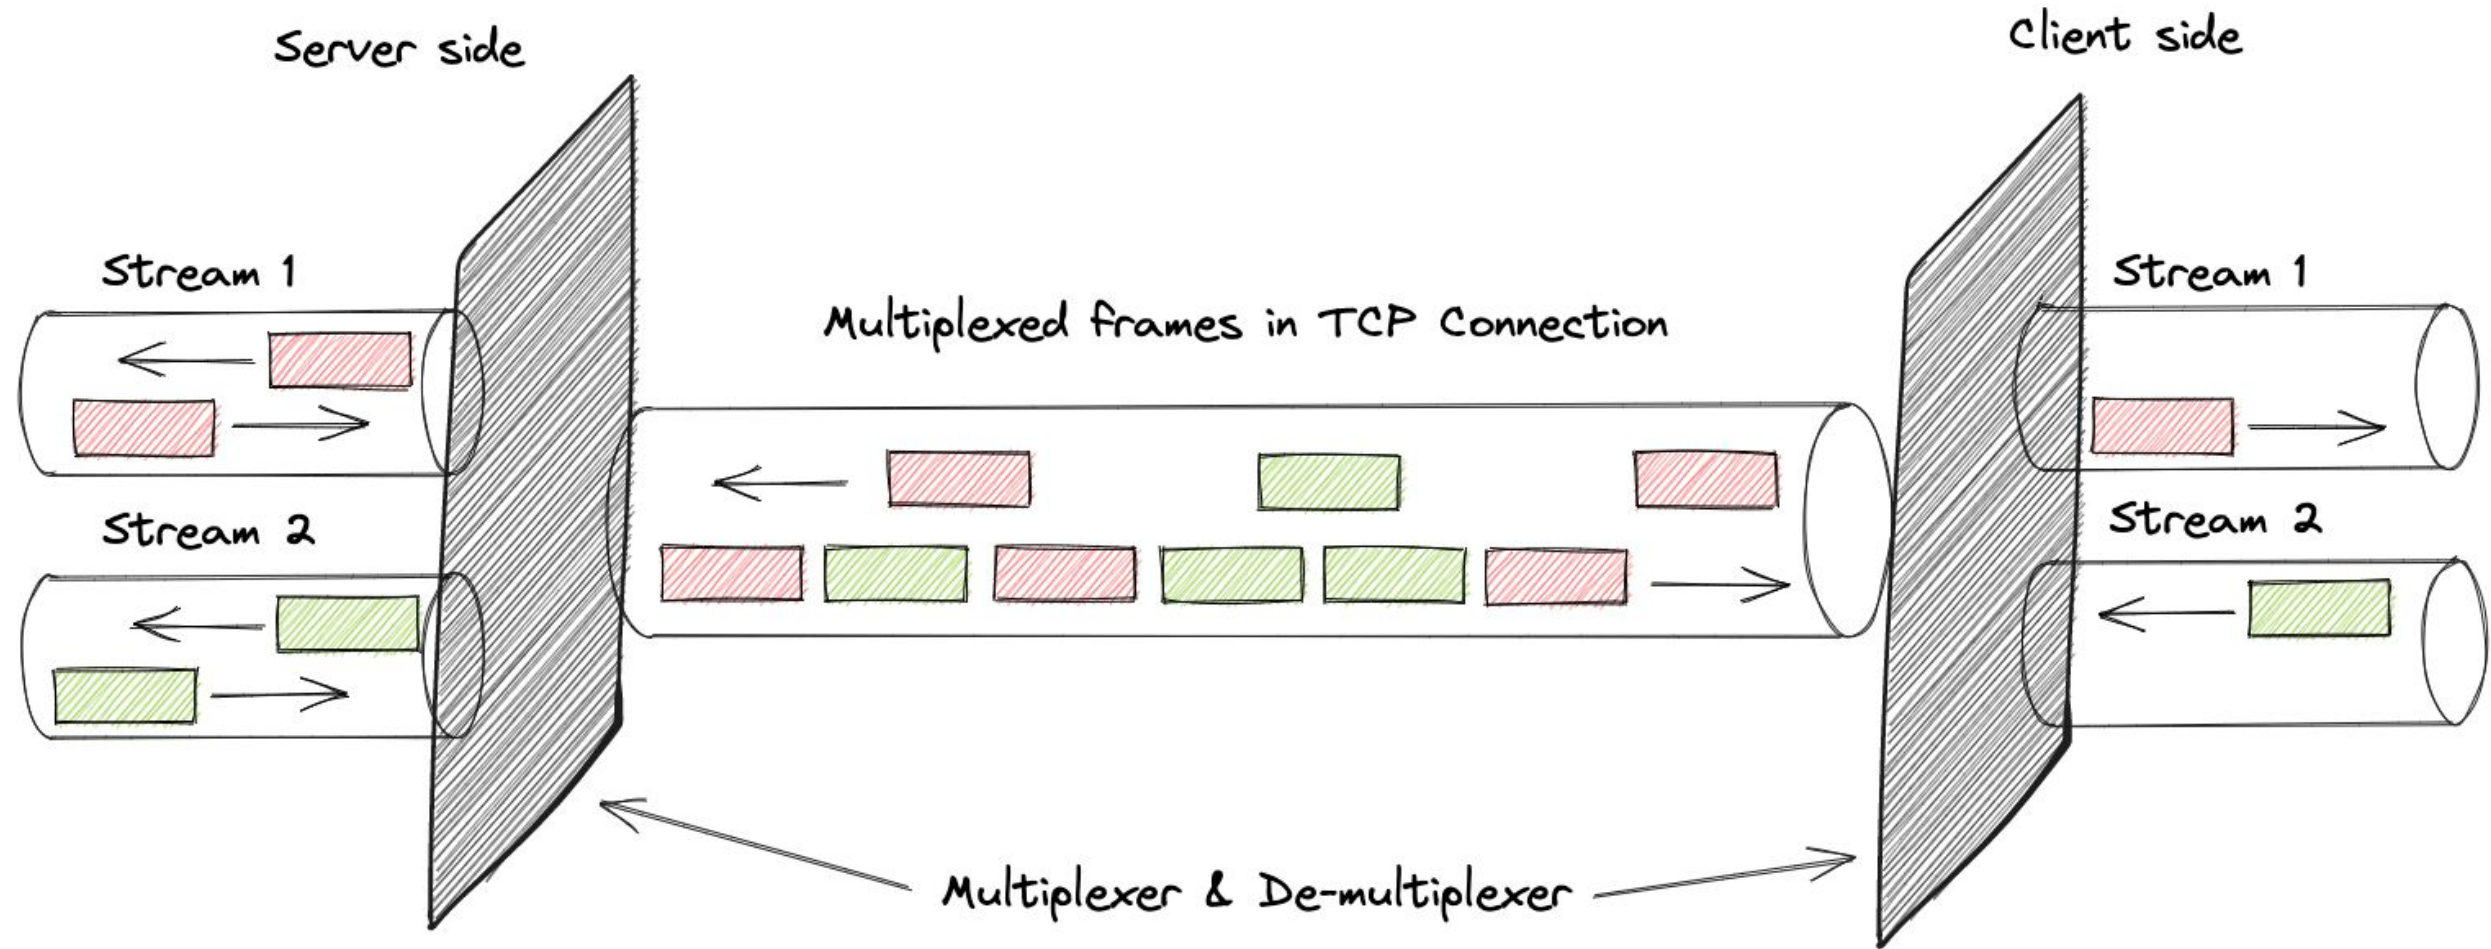 Server side
Client side
Stream 1
Stream 1
Multiplexed frames in TCP Connection
Stream 2
Stream 2
Multiplexer & De-multiplexer